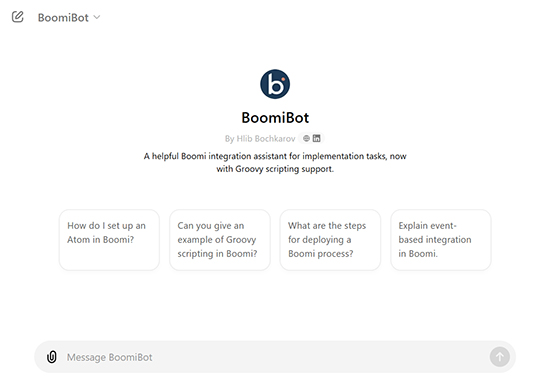 BoomiBot
b
BoomiBot
By Hlib Bochkarov
in
A helpful Boomi integration assistant for implementation tasks, now
with Groovy scripting support.
How do I set up an
Atom in Boomi?
Can you give an
example of Groovy
scripting in Boomi?
What are the steps
for deploying a
Boomi process?
Explain event-
based integration
in Boomi.
Message BoomiBot